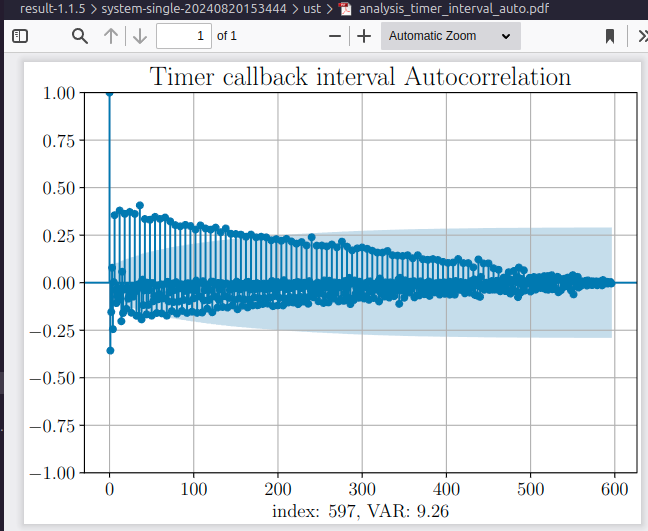 result-1.1.5 > system-single-20240820153444 > ust > analysis_timer_interval_auto.pdf
1 of 1 Automatic Zoom
Timer callback interval Autocorrelation
1.00
0.75
0.50
0.25
0.00
−0.25
−0.50
−0.75
−1.00
0 100 200 300 400 500 600
index: 597, VAR: 9.26